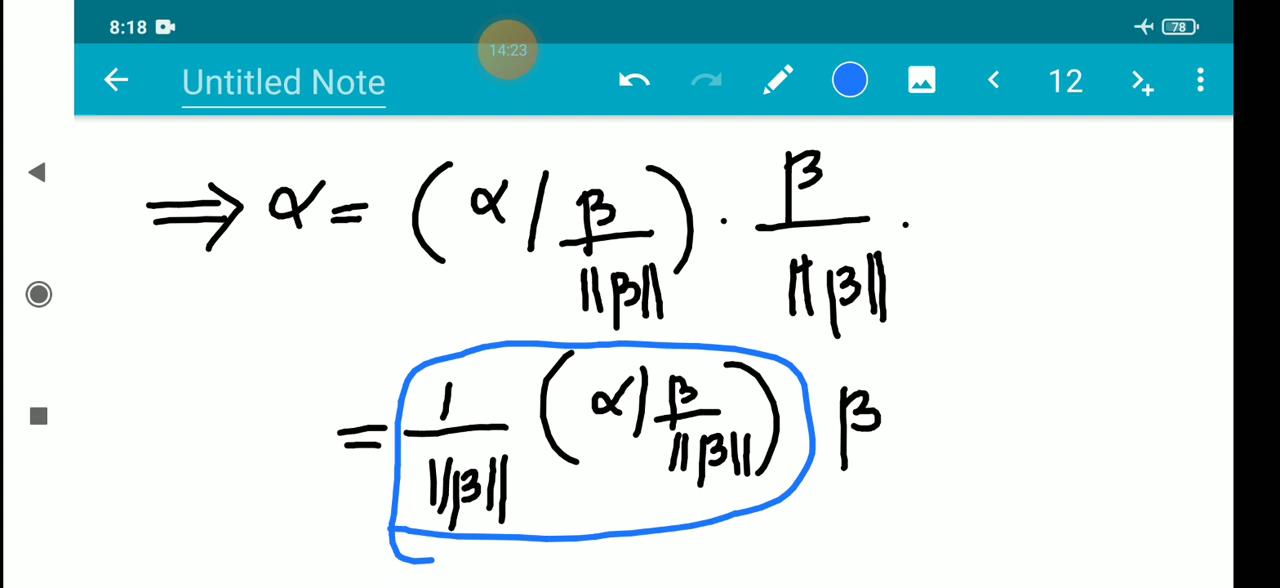 8:18 78
14:23
Untitled Note 12
⟹ α = (α / β/||β||) · β/||β|| .
= 1/||β|| (α / β/||β||) β